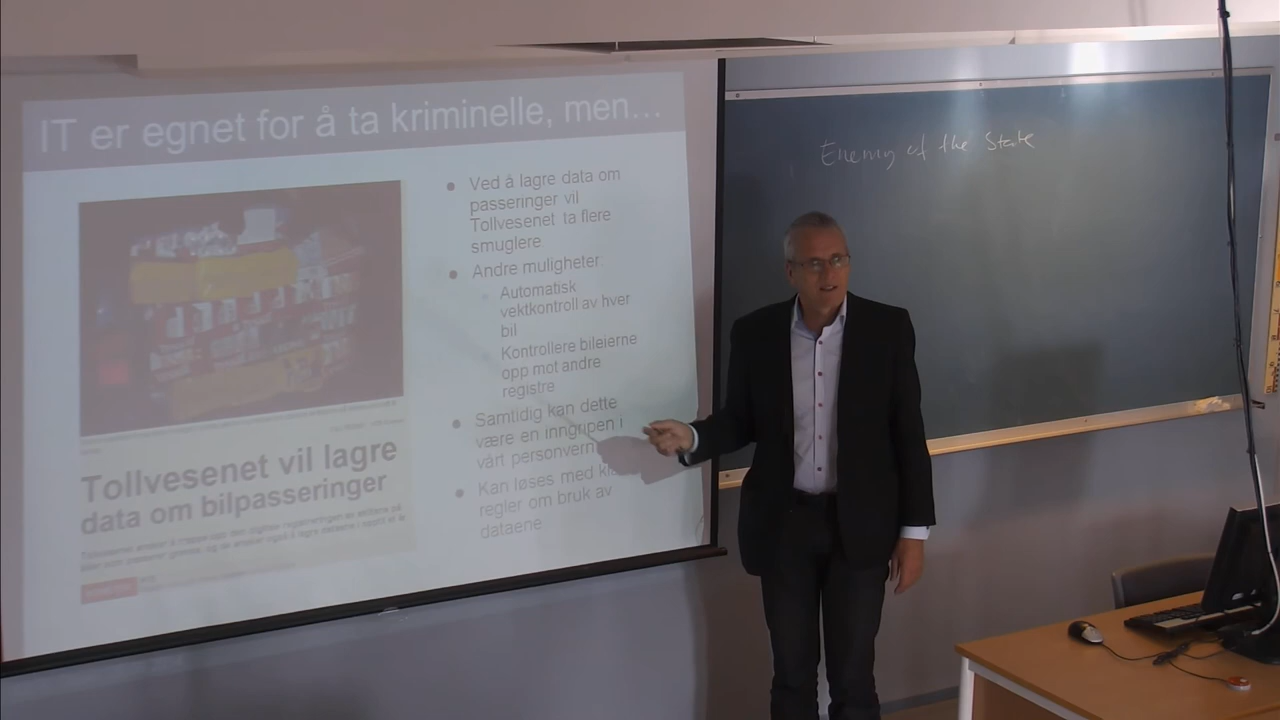 IT er egnet for å ta kriminelle, men...
Ved å lagre data om
passeringer vil
Tollvesenet ta flere
smuglere
Andre muligheter:
Automatisk
vektkontroll av hver
bil
Kontrollere bileierne
opp mot andre
registre
Samtidig kan dette
være en inngripen i
vårt personvern
Kan løses med
regler om bruk av
dataene
Tollvesenet vil lagre
data om bilpasseringer
Enemy of the State